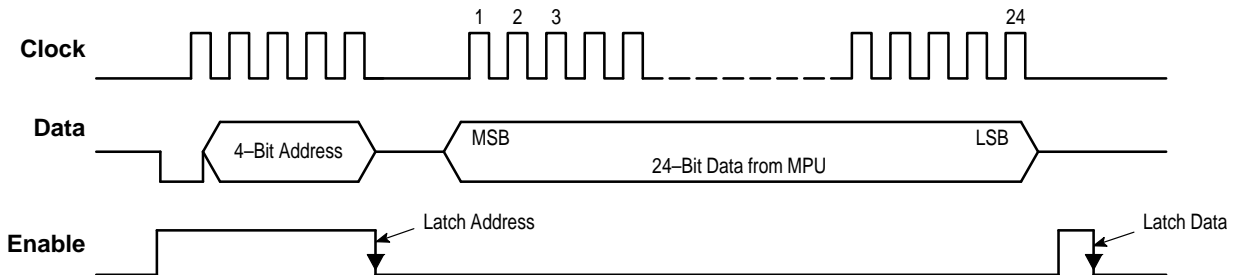 1 2 3 24
Clock
Data
4–Bit Address
MSB
LSB
24–Bit Data from MPU
Enable
Latch Address
Latch Data